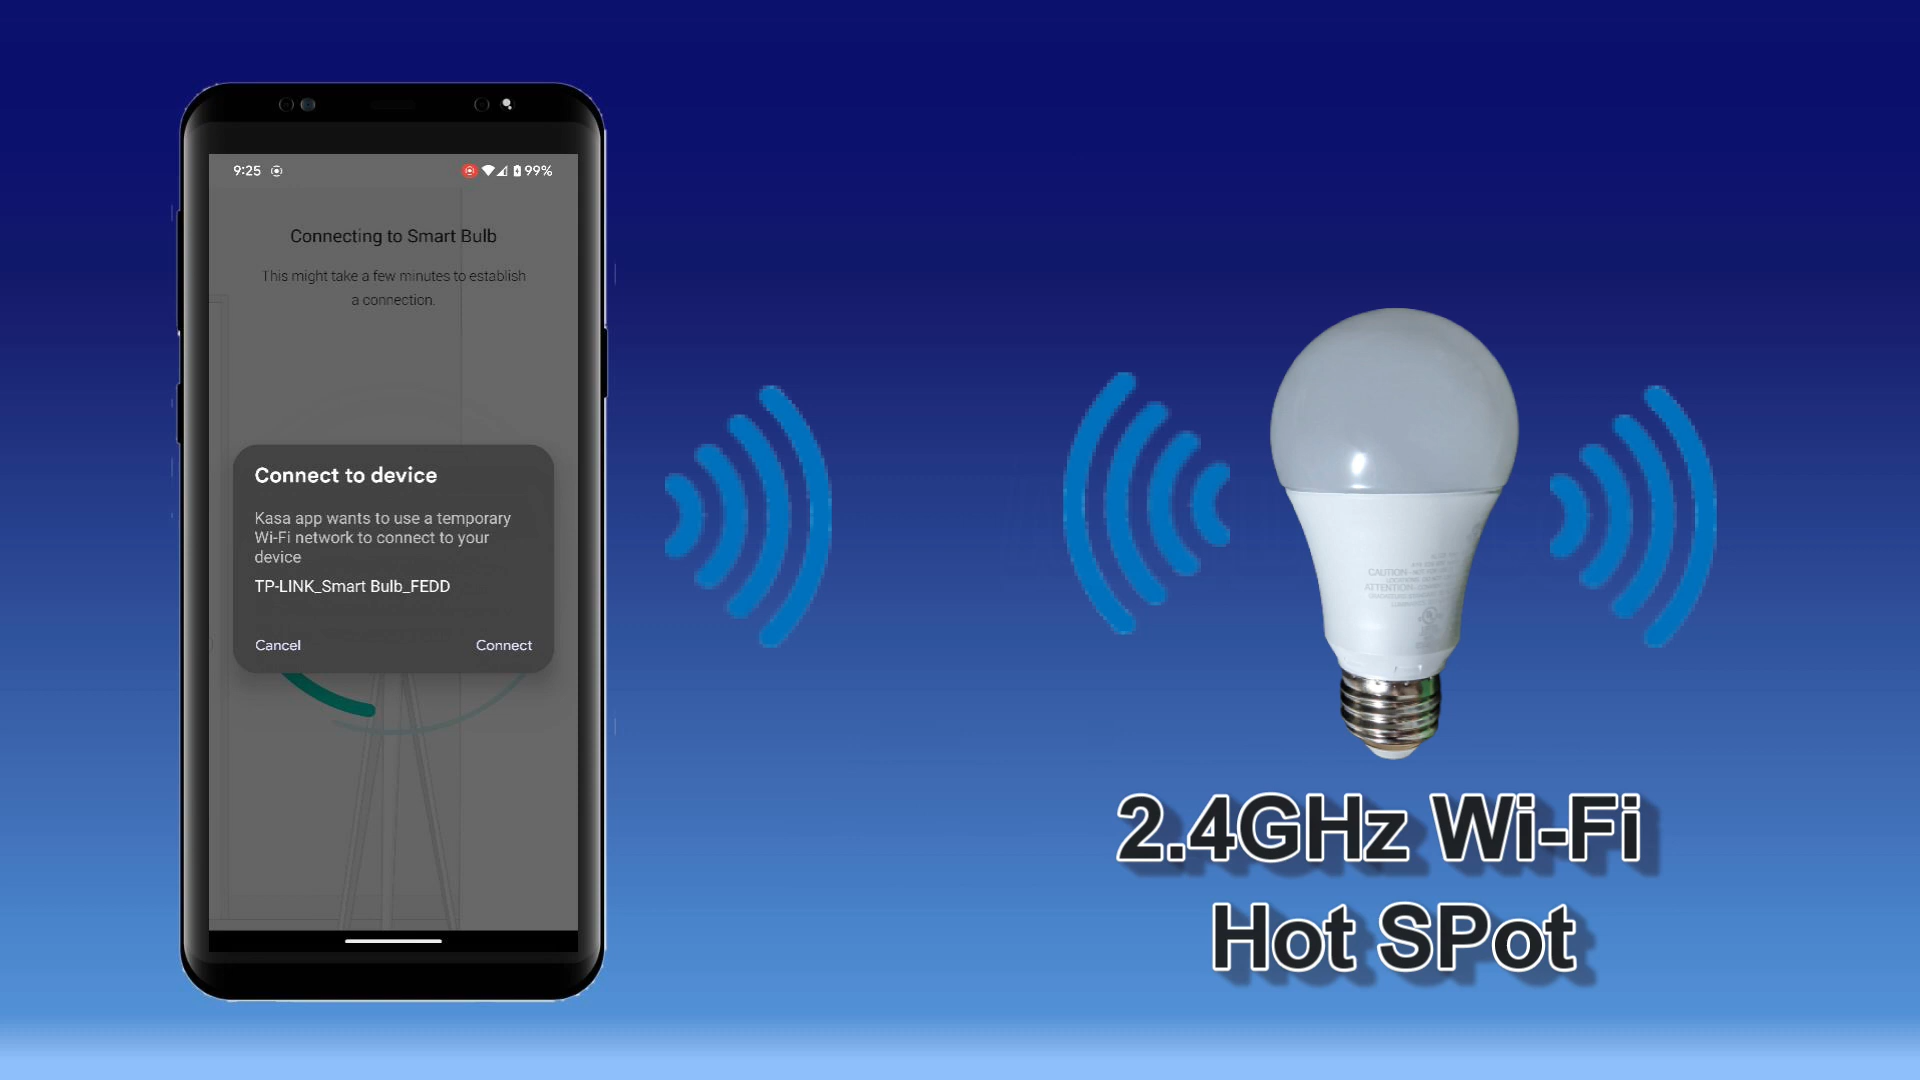 9:25
99%
Connecting to Smart Bulb
This might take a few minutes to establish
a connection.
Connect to device
Kasa app wants to use a temporary
Wi-Fi network to connect to your
device
TP-LINK_Smart Bulb_FEDD
Cancel
Connect
CAUTION
ATTENTION
2.4GHz Wi-Fi
Hot SPot